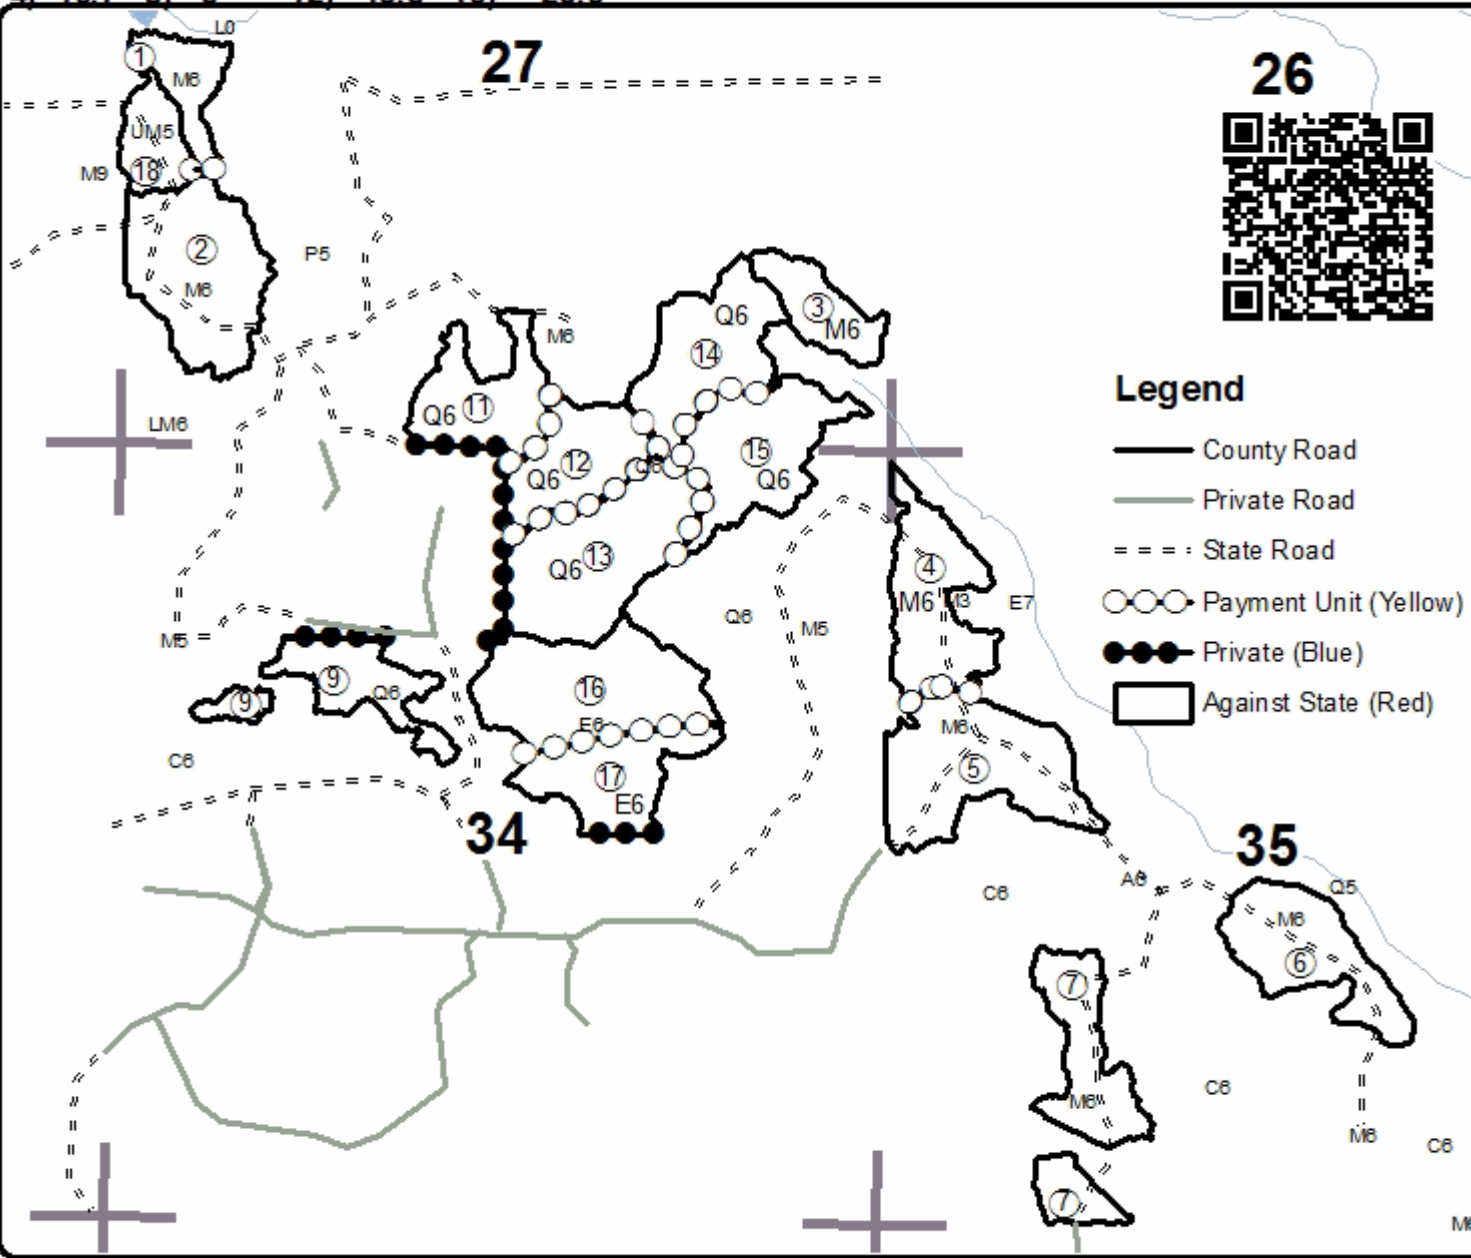 L0
27
26
1
M6
UM5
M9
18
2
P5
M6
3
Q6
M6
M6
14
Legend
11
Q6
LM6
County Road
15
12
Q6
Q6
Private Road
State Road
13
Q6
4
M6
M3
E7
Payment Unit (Yellow)
Q6
M5
M5
Private (Blue)
9
Q6
16
9
Against State (Red)
E6
M6
C6
5
17
E6
34
35
A6
C6
Q5
M6
6
7
C6
M6
M6
C6
7